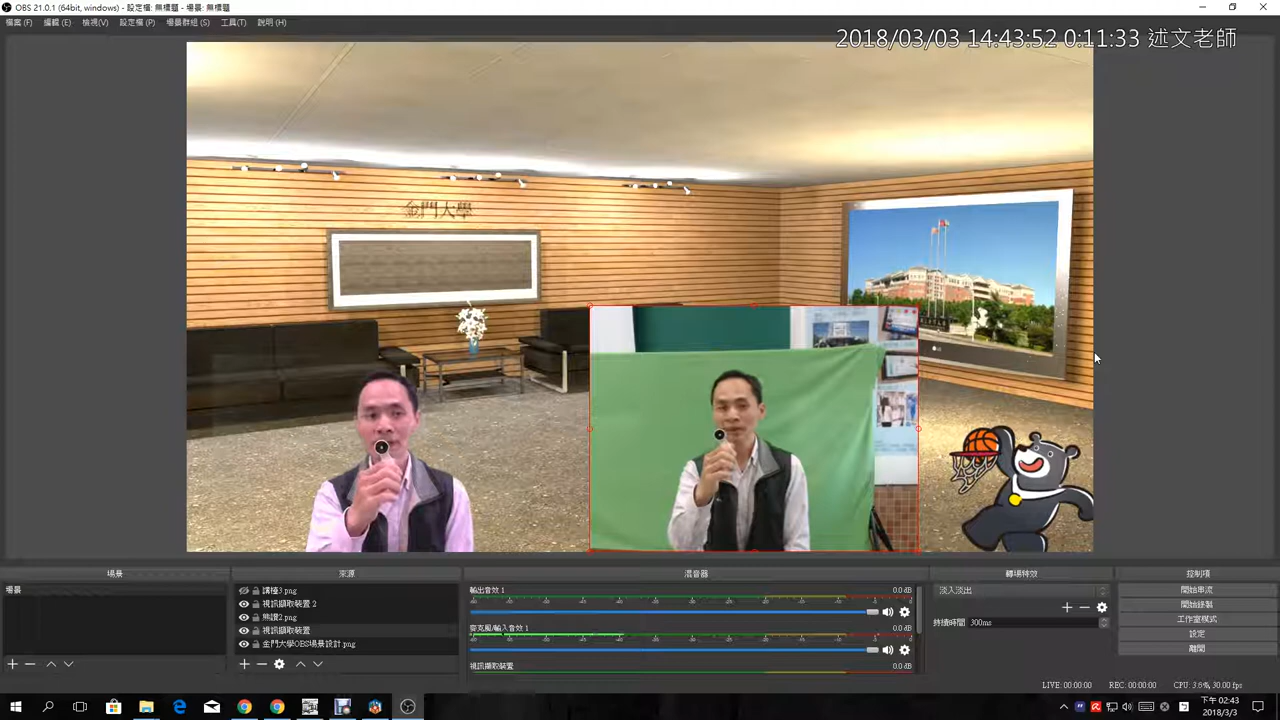 OBS 21.0.1 (64bit, windows) - 設定檔: 無標題 - 場景: 無標題
檔案 (F) 編輯 (E) 檢視(V) 設定檔 (P) 場景群組 (S) 工具(T) 說明 (H)
2018/03/03 14:43:52 0:11:33 述文老師
金門大學
場景
來源
混音器
轉場特效
控制項
場景
講檯3.png
視訊擷取裝置 2
熊讚2.png
視訊擷取裝置
金門大學OBS場景設計.png
輸出音效 1
0.0 dB
麥克風/輸入音效 1
0.0 dB
視訊擷取裝置
0.0 dB
淡入淡出
持續時間 300ms
開始串流
開始錄製
工作室模式
設定
離開
LIVE: 00:00:00 REC: 00:00:00 CPU: 3.6%, 30.00 fps
下午 02:43
2018/3/3